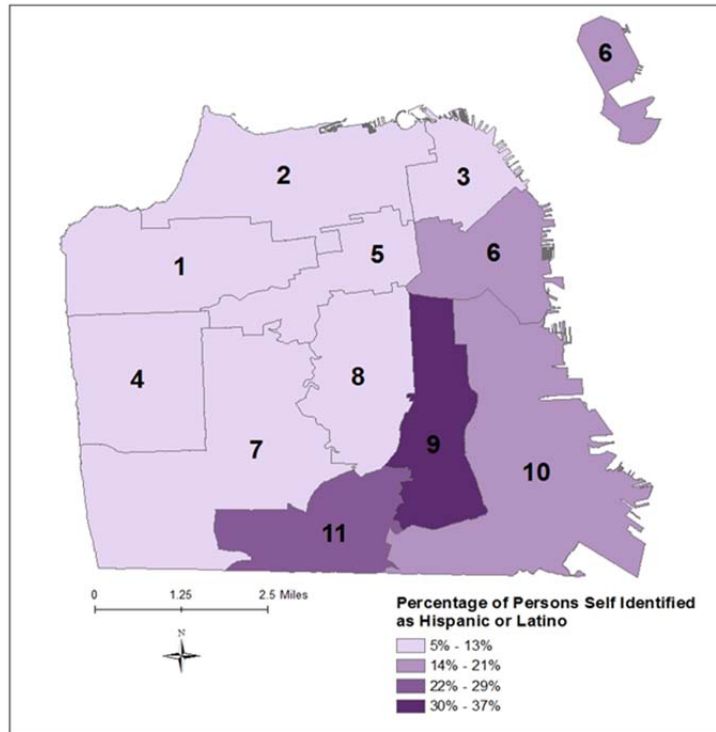 6
2
3
1
5
6
4
8
7
9
10
11
0 1.25 2.5 Miles
N
Percentage of Persons Self Identified
as Hispanic or Latino
5% - 13%
14% - 21%
22% - 29%
30% - 37%